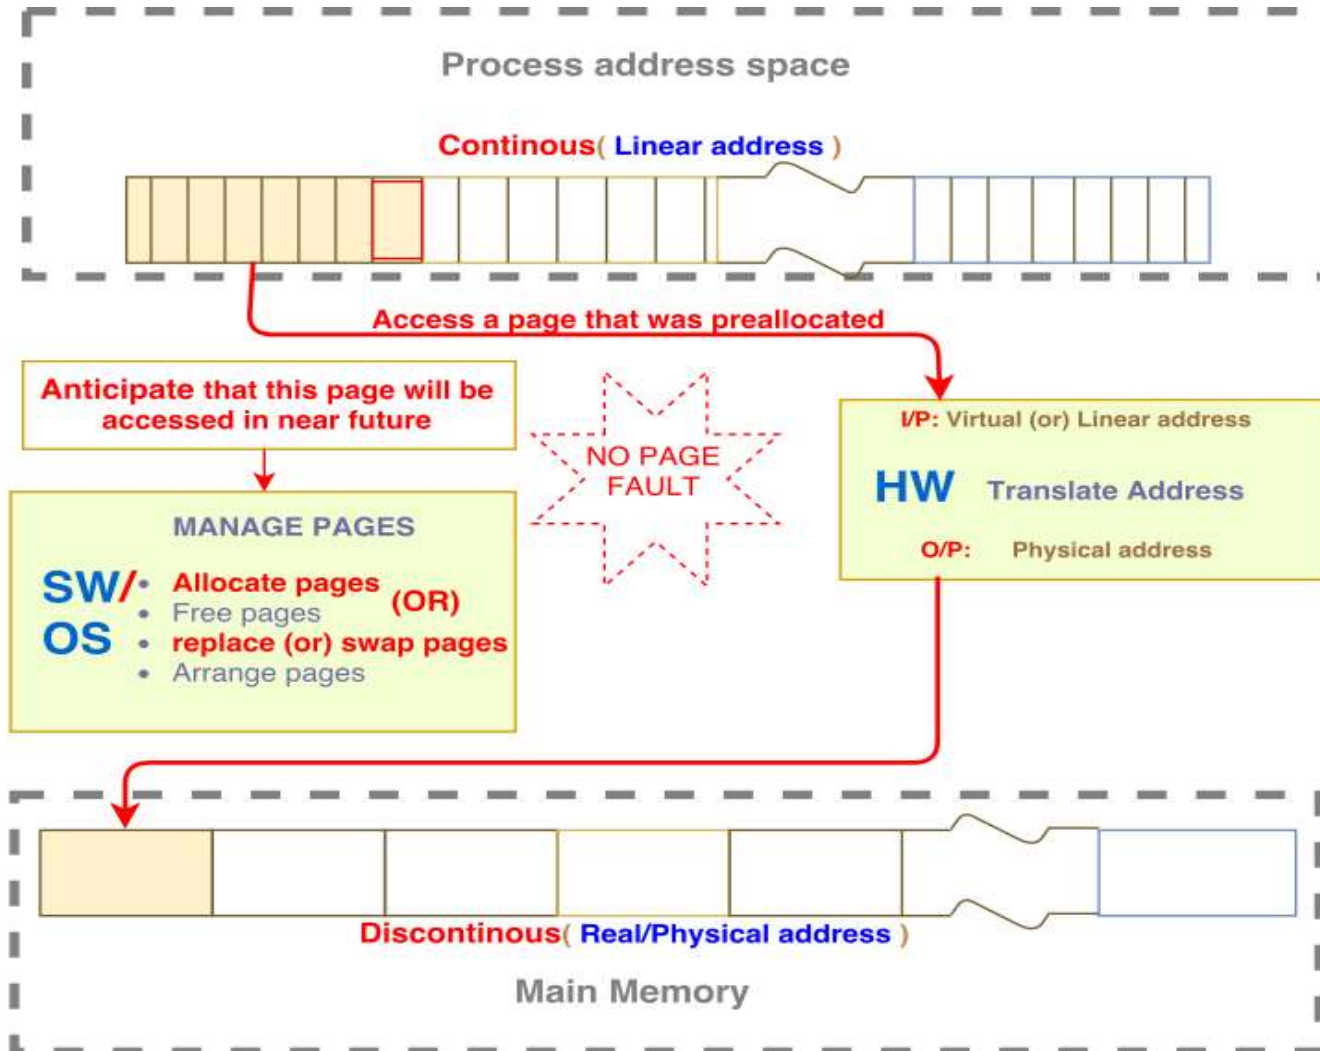 Process address space
Continous( Linear address )
Access a page that was preallocated
Anticipate that this page will be
accessed in near future
NO PAGE
FAULT
I/P: Virtual (or) Linear address
HW Translate Address
O/P: Physical address
MANAGE PAGES
SW/
OS
• Allocate pages
(OR)
• Free pages
• replace (or) swap pages
• Arrange pages
Discontinous( Real/Physical address )
Main Memory